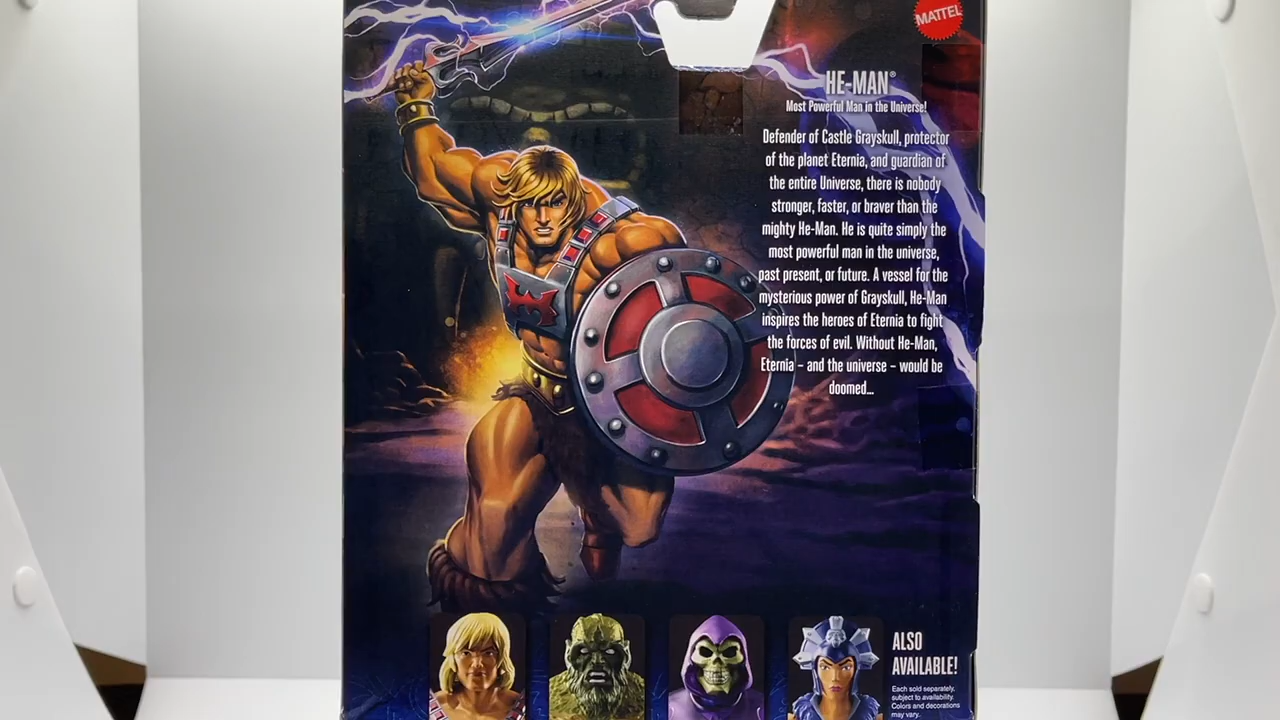 MATTEL
HE-MAN®
Most Powerful Man in the Universe!
Defender of Castle Grayskull, protector
of the planet Eternia, and guardian of
the entire Universe, there is nobody
stronger, faster, or braver than the
mighty He-Man. He is quite simply the
most powerful man in the universe,
past present, or future. A vessel for the
mysterious power of Grayskull, He-Man
inspires the heroes of Eternia to fight
the forces of evil. Without He-Man,
Eternia – and the universe – would be
doomed...
ALSO
AVAILABLE!
Each sold separately,
subject to availability.
Colors and decorations
may vary.